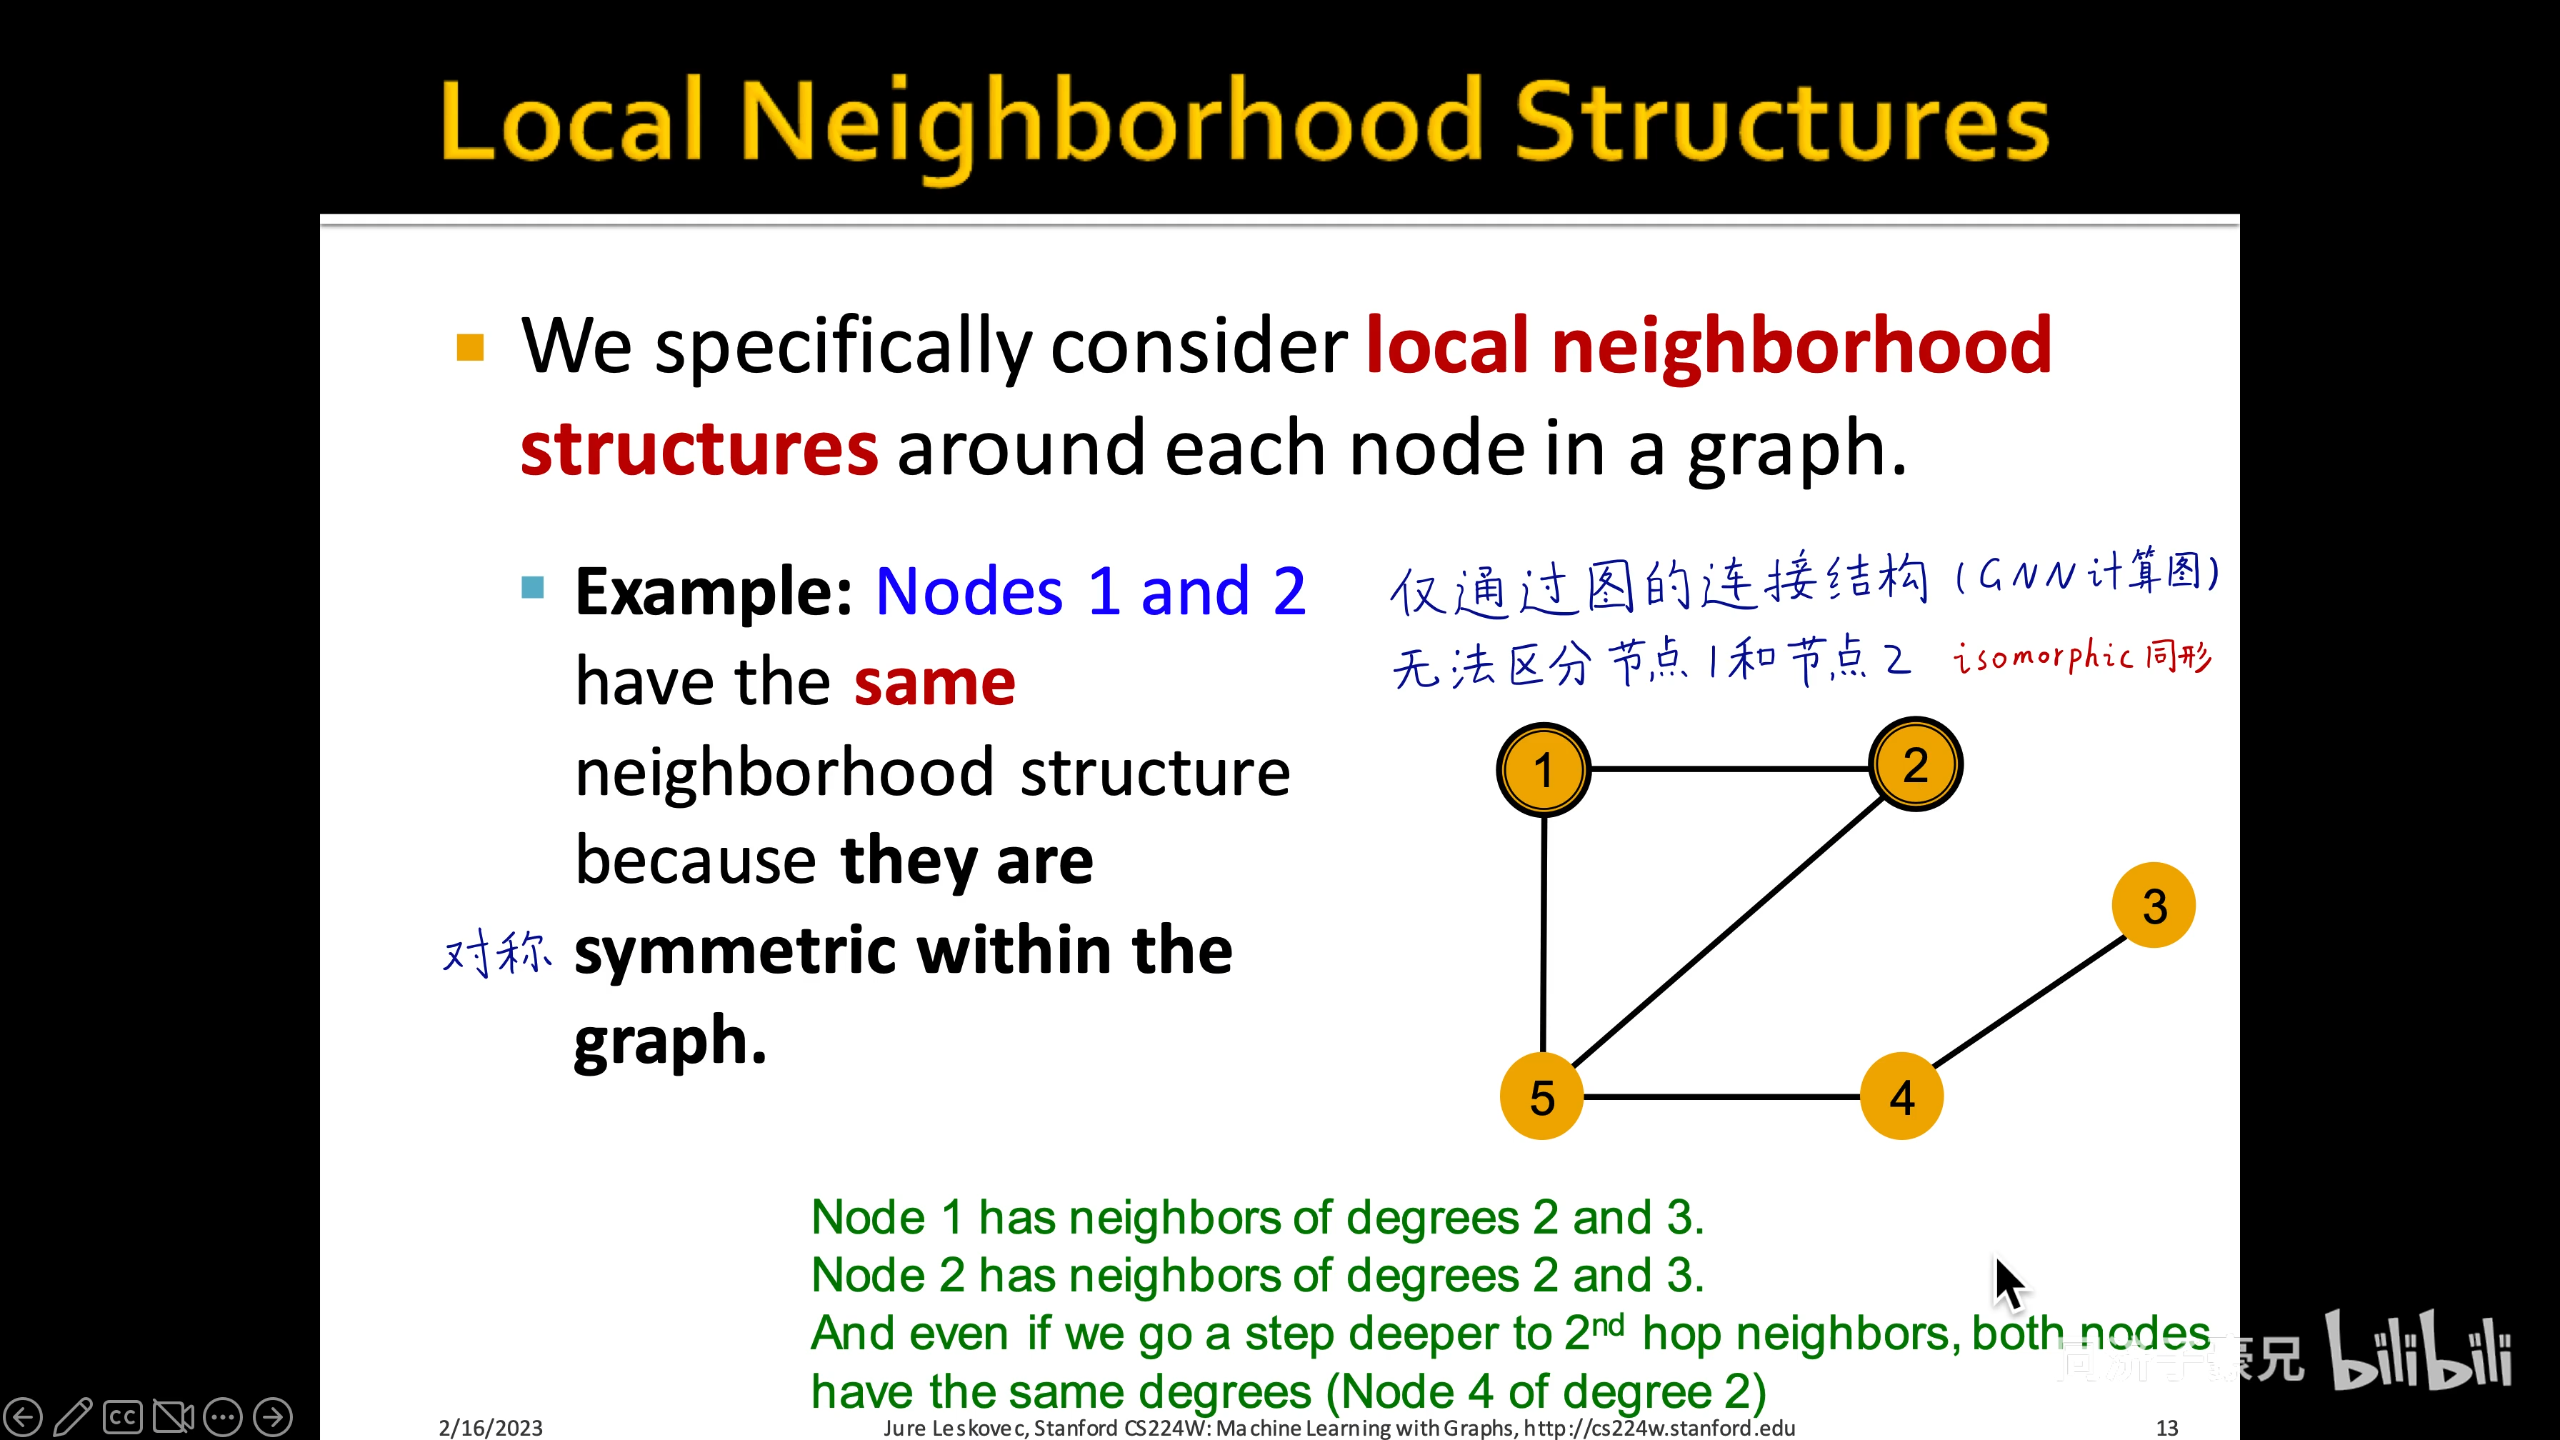 Local Neighborhood Structures
We specifically consider local neighborhood
structures around each node in a graph.
Example: Nodes 1 and 2
have the same
neighborhood structure
because they are
对称 symmetric within the
graph.
仅通过图的连接结构 (GNN计算图)
无法区分节点1和节点2 isomorphic 同形
1
2
3
5
4
Node 1 has neighbors of degrees 2 and 3.
Node 2 has neighbors of degrees 2 and 3.
And even if we go a step deeper to 2nd hop neighbors, both nodes
have the same degrees (Node 4 of degree 2)
同济子豪兄 bilibili
CC
2/16/2023
Jure Leskovec, Stanford CS224W: Machine Learning with Graphs, http://cs224w.stanford.edu
13